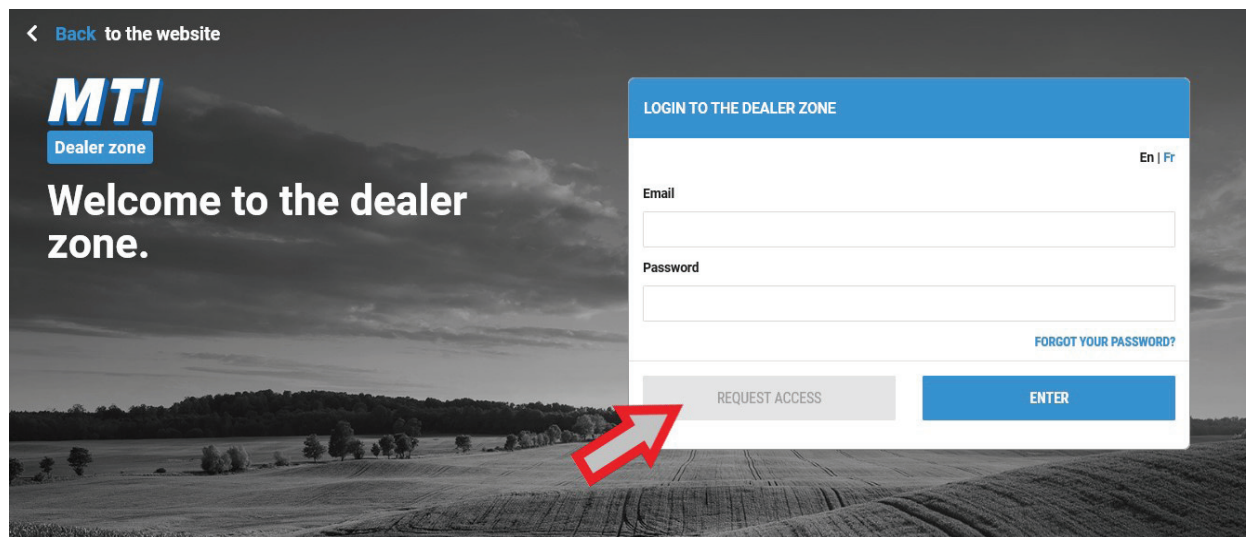 Back to the website
MTI
Dealer zone
Welcome to the dealer
zone.
LOGIN TO THE DEALER ZONE
En | Fr
Email
Password
FORGOT YOUR PASSWORD?
REQUEST ACCESS
ENTER